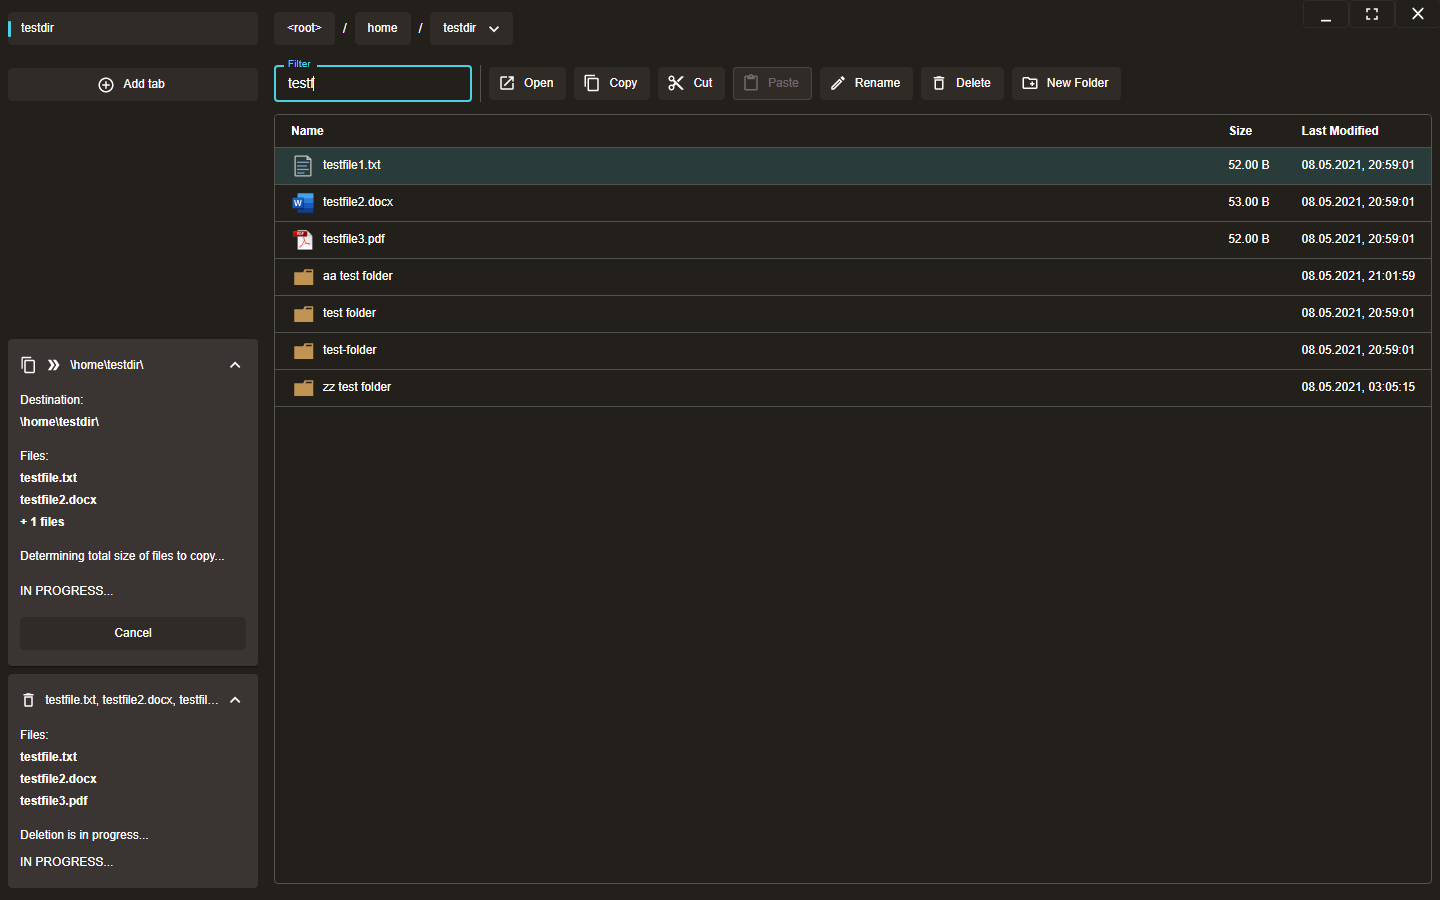 testdir
<root> / home / testdir
Add tab
Filter
testf
Open Copy Cut Paste Rename Delete New Folder
Name Size Last Modified
testfile1.txt 52.00 B 08.05.2021, 20:59:01
testfile2.docx 53.00 B 08.05.2021, 20:59:01
testfile3.pdf 52.00 B 08.05.2021, 20:59:01
aa test folder 08.05.2021, 21:01:59
test folder 08.05.2021, 20:59:01
test-folder 08.05.2021, 20:59:01
zz test folder 08.05.2021, 03:05:15
\home\testdir\
Destination:
\home\testdir\
Files:
testfile.txt
testfile2.docx
+ 1 files
Determining total size of files to copy...
IN PROGRESS...
Cancel
testfile.txt, testfile2.docx, testfil...
Files:
testfile.txt
testfile2.docx
testfile3.pdf
Deletion is in progress...
IN PROGRESS...